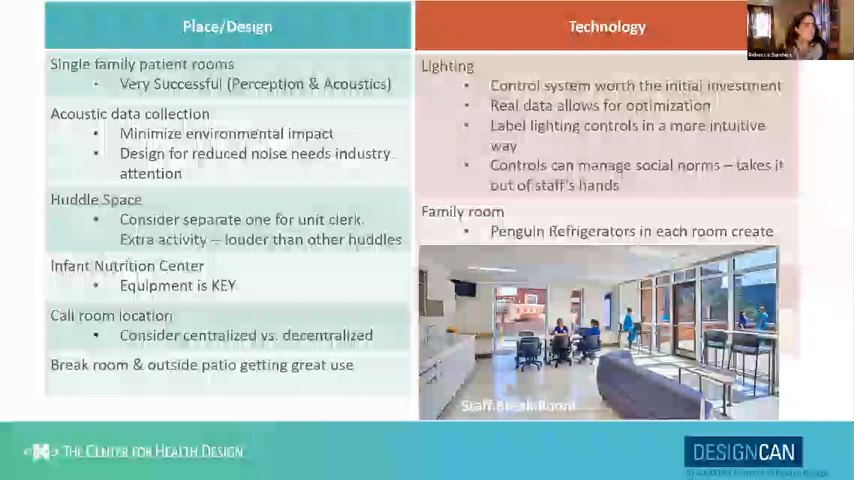 Place/Design
Single family patient rooms
• Very Successful (Perception & Acoustics)
Acoustic data collection
• Minimize environmental impact
• Design for reduced noise needs industry
attention
Huddle Space
• Consider separate one for unit clerk.
Extra activity – louder than other huddles
Infant Nutrition Center
• Equipment is KEY
Call room location
• Consider centralized vs. decentralized
Break room & outside patio getting great use
Technology
Lighting
• Control system worth the initial investment
• Real data allows for optimization
• Label lighting controls in a more intuitive
way
• Controls can manage social norms – takes it
out of staff's hands
Family room
• Penguin Refrigerators in each room create
Staff Break Room
Rebecca Sanders
THE CENTER FOR HEALTH DESIGN
DESIGNCAN